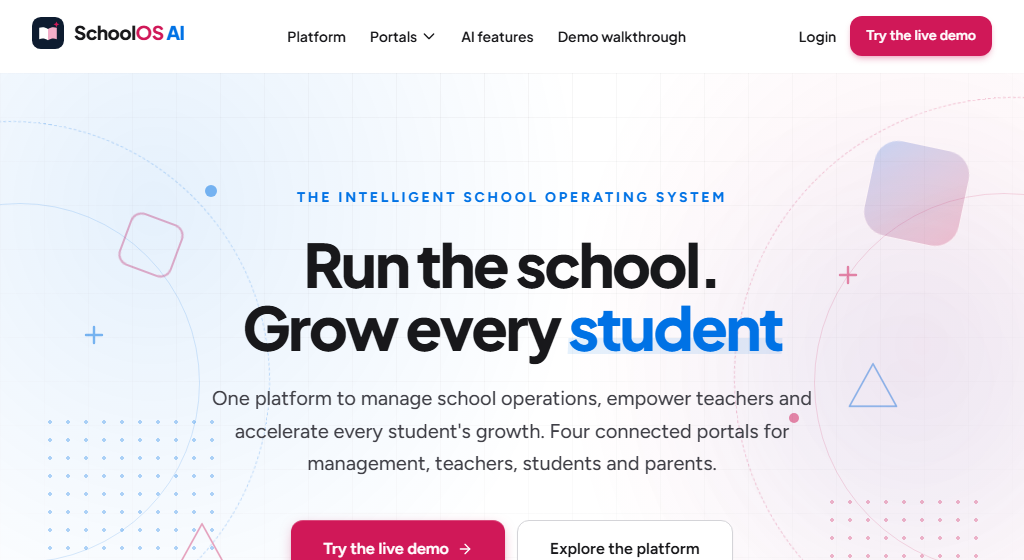 SchoolOS AI
Platform
Portals
AI features
Demo walkthrough
Login
Try the live demo
THE INTELLIGENT SCHOOL OPERATING SYSTEM
Run the school.
Grow every student
One platform to manage school operations, empower teachers and
accelerate every student's growth. Four connected portals for
management, teachers, students and parents.
Try the live demo →
Explore the platform